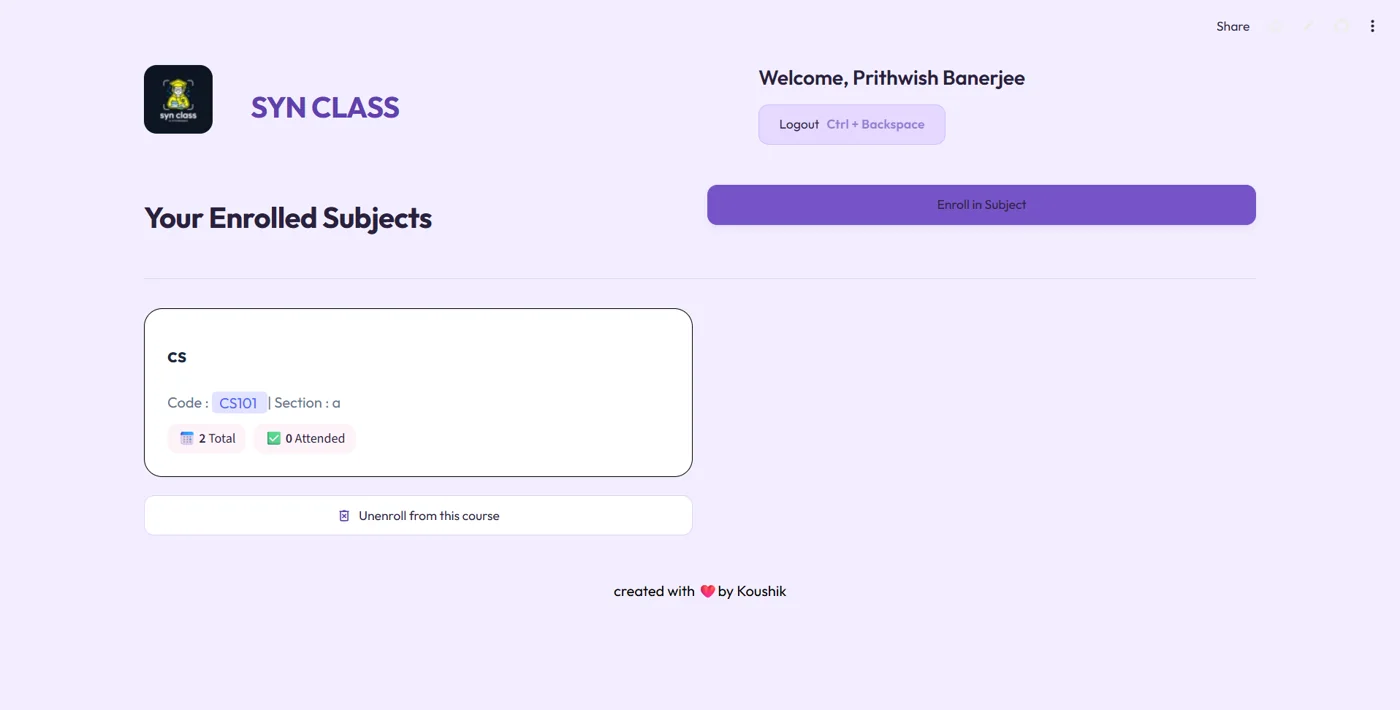 Share
syn class
SYN CLASS
Welcome, Prithwish Banerjee
Logout Ctrl + Backspace
Your Enrolled Subjects
Enroll in Subject
cs
Code : CS101 | Section : a
2 Total 0 Attended
Unenroll from this course
created with ❤️ by Koushik